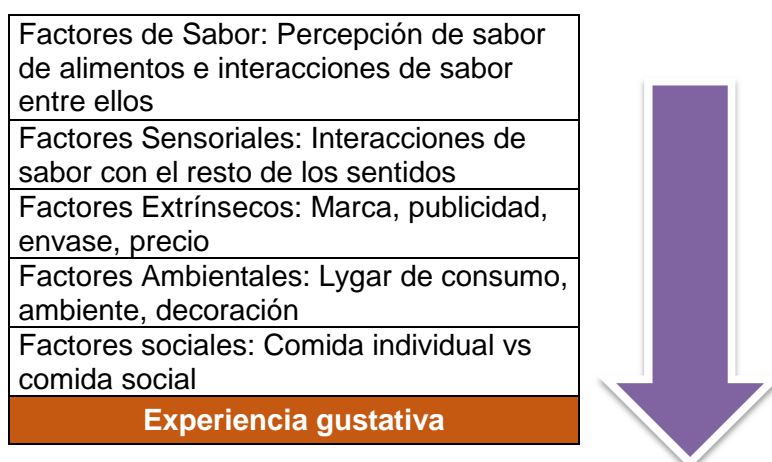 Factores de Sabor: Percepción de sabor
de alimentos e interacciones de sabor
entre ellos
Factores Sensoriales: Interacciones de
sabor con el resto de los sentidos
Factores Extrínsecos: Marca, publicidad,
envase, precio
Factores Ambientales: Lygar de consumo,
ambiente, decoración
Factores sociales: Comida individual vs
comida social
Experiencia gustativa